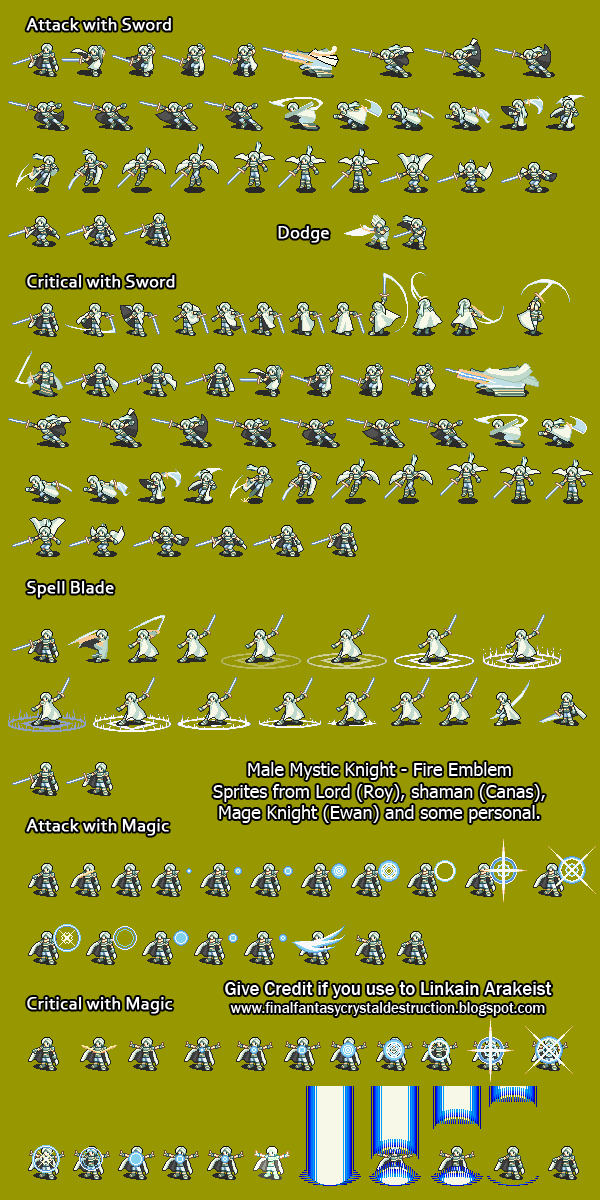 Attack with Sword
Dodge
Critical with Sword
Spell Blade
Male Mystic Knight - Fire Emblem
Sprites from Lord (Roy), shaman (Canas),
Mage Knight (Ewan) and some personal.
Attack with Magic
Give Credit if you use to Linkain Arakeist
www.finalfantasycrystaldestruction.blogspot.com
Critical with Magic